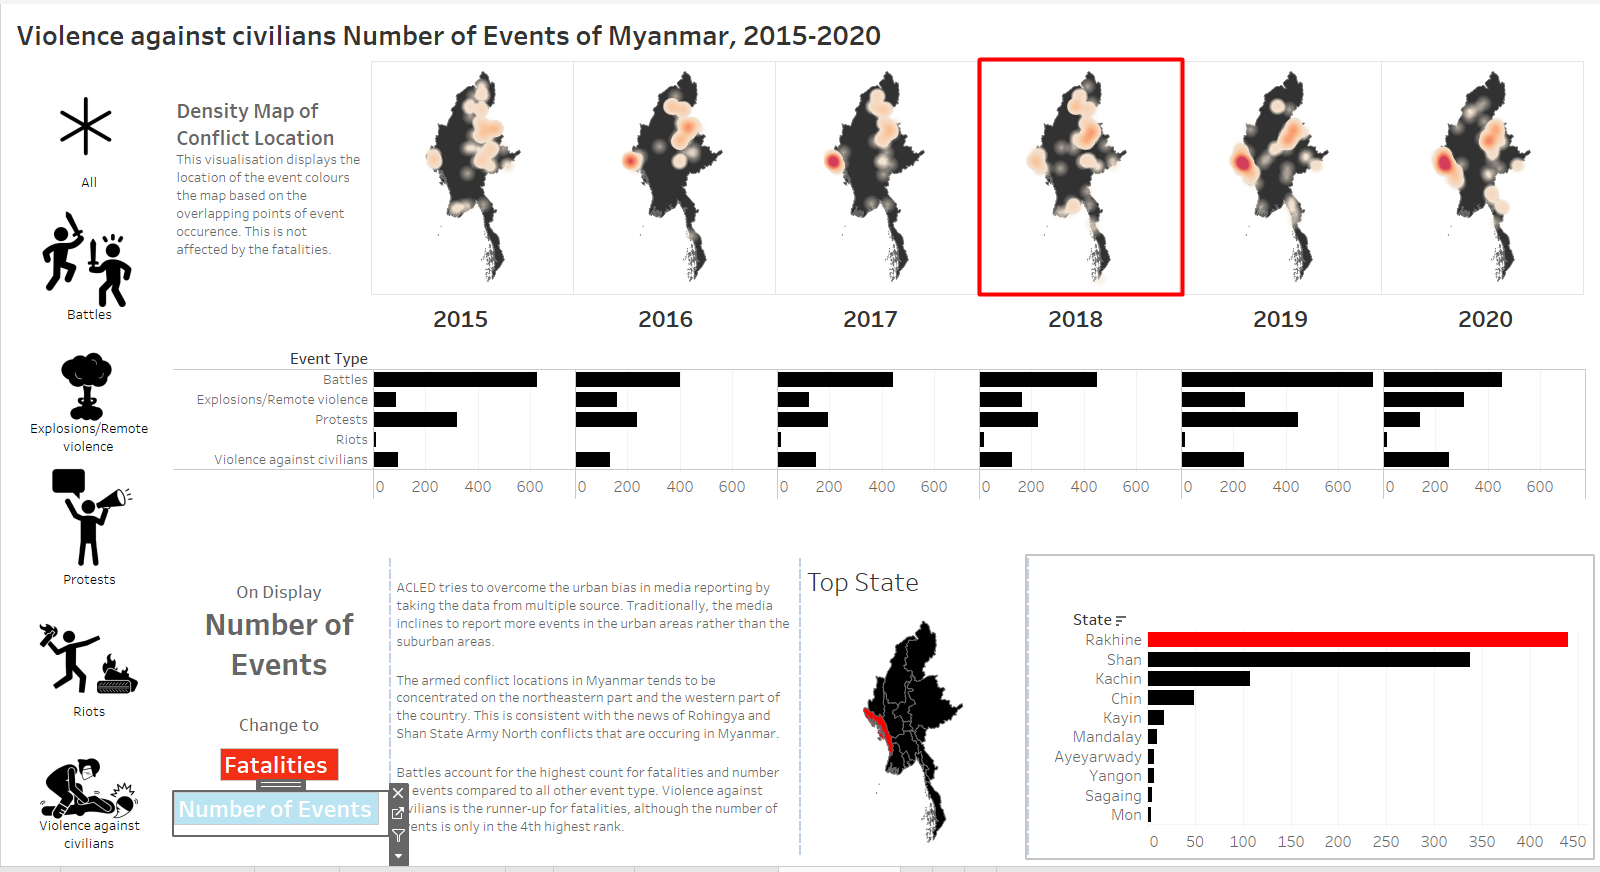 Violence against civilians Number of Events of Myanmar, 2015-2020
All
Battles
Explosions/Remote
violence
Protests
Riots
Violence against
civilians
Density Map of
Conflict Location
This visualisation displays the
location of the event colours
the map based on the
overlapping points of event
occurence. This is not
affected by the fatalities.
2015 2016 2017 2018 2019 2020
Event Type
Battles
Explosions/Remote violence
Protests
Riots
Violence against civilians
0 200 400 600 0 200 400 600 0 200 400 600 0 200 400 600 0 200 400 600 0 200 400 600
On Display
Number of
Events
Change to
Fatalities
Number of Events
ACLED tries to overcome the urban bias in media reporting by
taking the data from multiple source. Traditionally, the media
inclines to report more events in the urban areas rather than the
suburban areas.
The armed conflict locations in Myanmar tends to be
concentrated on the northeastern part and the western part of
the country. This is consistent with the news of Rohingya and
Shan State Army North conflicts that are occuring in Myanmar.
Battles account for the highest count for fatalities and number
events compared to all other event type. Violence against
vilians is the runner-up for fatalities, although the number of
ents is only in the 4th highest rank.
Top State
State
Rakhine
Shan
Kachin
Chin
Kayin
Mandalay
Ayeyarwady
Yangon
Sagaing
Mon
0 50 100 150 200 250 300 350 400 450